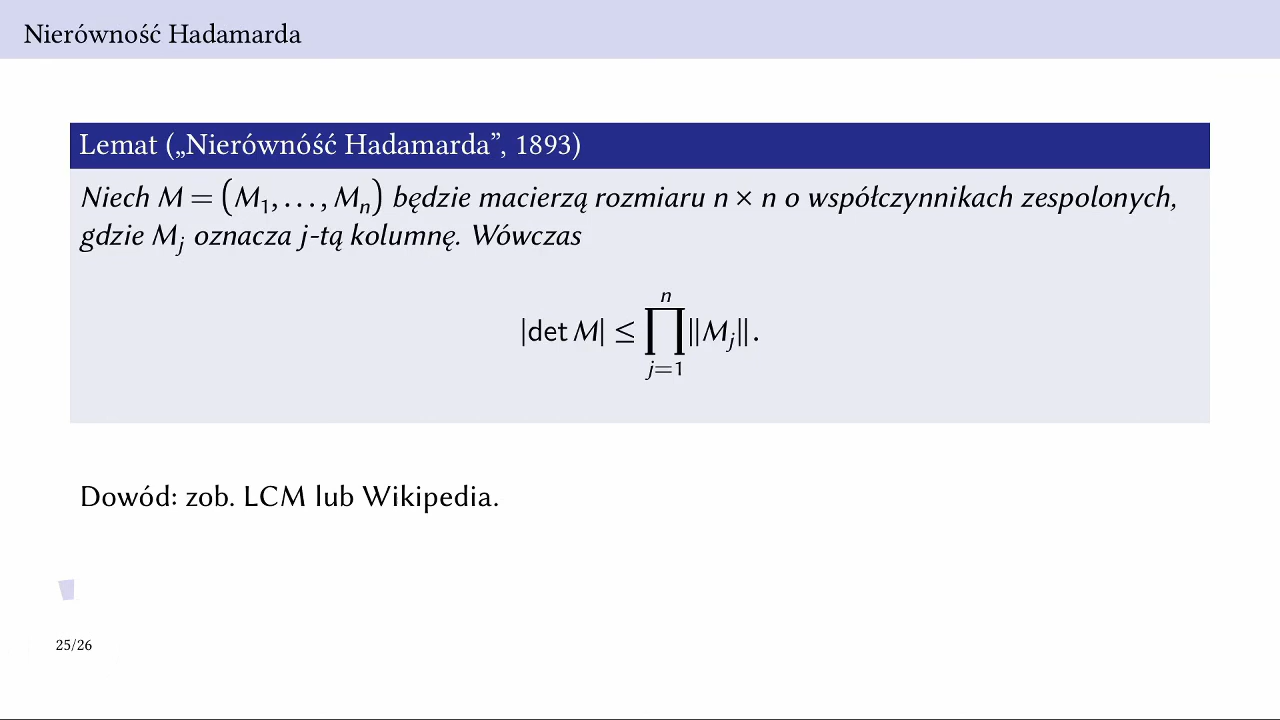 Nierówność Hadamarda
Lemat („Nierównóść Hadamarda”, 1893)
Niech M = (M₁, . . . , Mₙ) będzie macierzą rozmiaru n × n o współczynnikach zespolonych,
gdzie Mⱼ oznacza j-tą kolumnę. Wówczas
|det M| ≤ ∏ⱼ₌₁ⁿ ‖Mⱼ‖.
Dowód: zob. LCM lub Wikipedia.
25/26